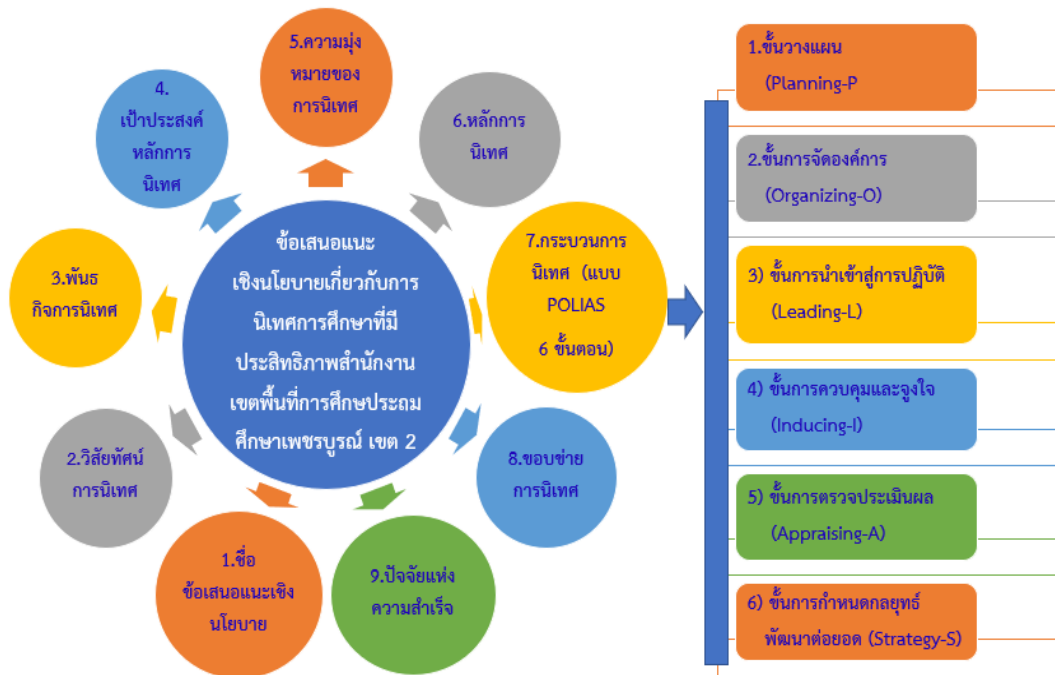 ข้อเสนอแนะ
เชิงนโยบายเกี่ยวกับการ
นิเทศการศึกษาที่มี
ประสิทธิภาพสำนักงาน
เขตพื้นที่การศึกษประถม
ศึกษาเพชรบูรณ์ เขต 2
1.ชื่อ
ข้อเสนอแนะเชิง
นโยบาย
2.วิสัยทัศน์
การนิเทศ
3.พันธ
กิจการนิเทศ
4.
เป้าประสงค์
หลักการ
นิเทศ
5.ความมุ่ง
หมายของ
การนิเทศ
6.หลักการ
นิเทศ
7.กระบวนการ
นิเทศ (แบบ
POLIAS
6 ขั้นตอน)
8.ขอบข่าย
การนิเทศ
9.ปัจจัยแห่ง
ความสำเร็จ
1.ขั้นวางแผน
(Planning-P
2.ขั้นการจัดองค์การ
(Organizing-O)
3) ขั้นการนำเข้าสู่การปฏิบัติ
(Leading-L)
4) ขั้นการควบคุมและจูงใจ
(Inducing-I)
5) ขั้นการตรวจประเมินผล
(Appraising-A)
6) ขั้นการกำหนดกลยุทธ์
พัฒนาต่อยอด (Strategy-S)